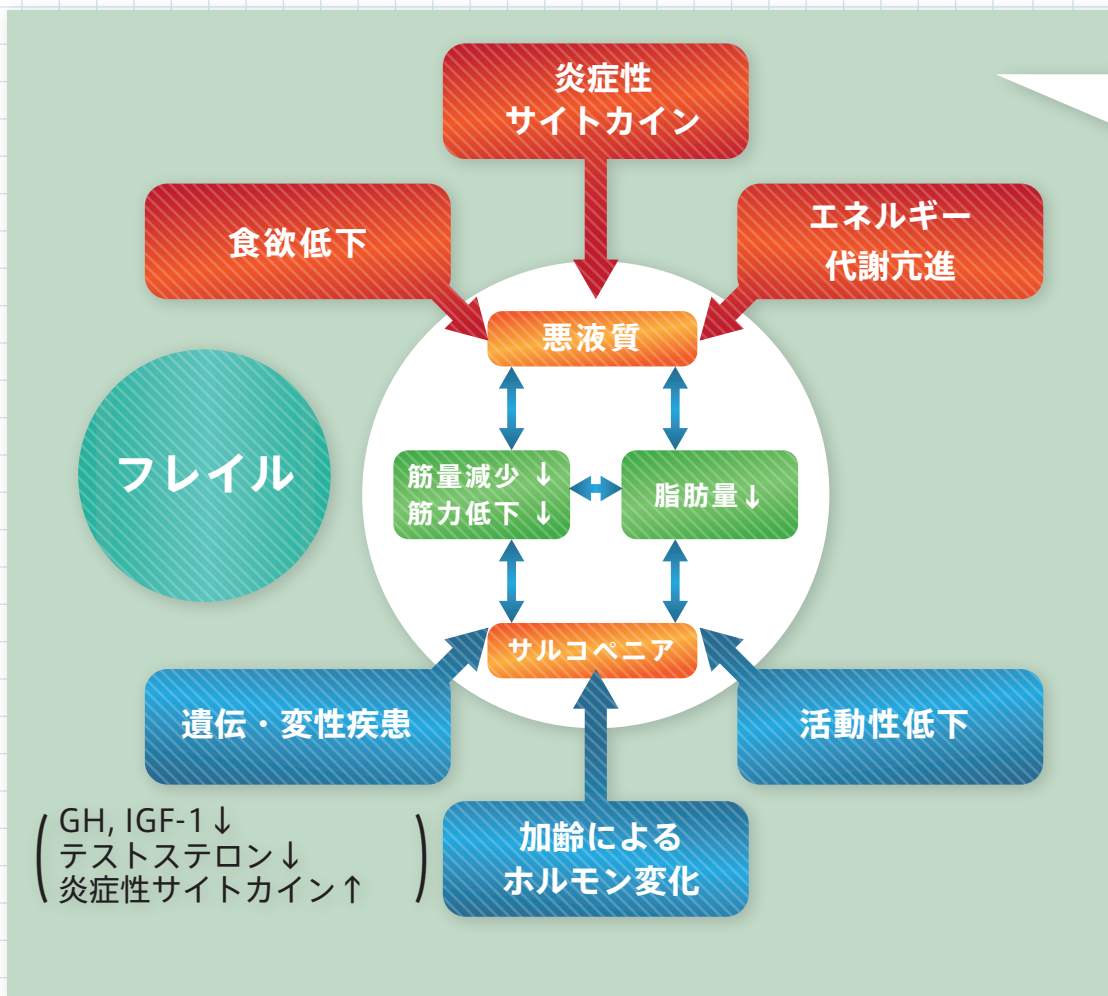 炎症性
サイトカイン
食欲低下
エネルギー
代謝亢進
悪液質
フレイル
筋量減少 ↓
筋力低下 ↓
脂肪量↓
サルコペニア
遺伝・変性疾患
活動性低下
GH, IGF-1↓
テストステロン↓
炎症性サイトカイン↑
加齢による
ホルモン変化